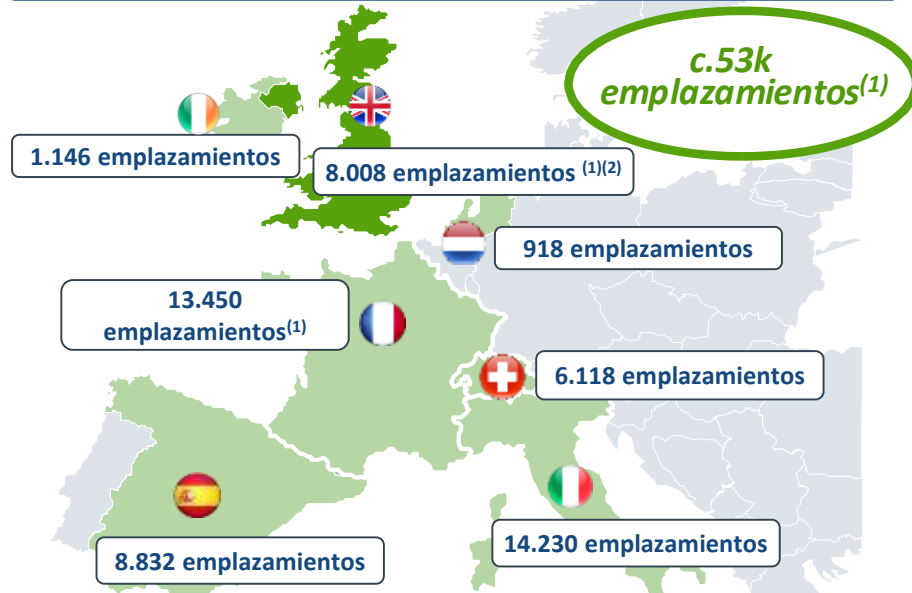 c.53k
emplazamientos(1)
1.146 emplazamientos
8.008 emplazamientos (1)(2)
918 emplazamientos
13.450
emplazamientos(1)
6.118 emplazamientos
8.832 emplazamientos
14.230 emplazamientos